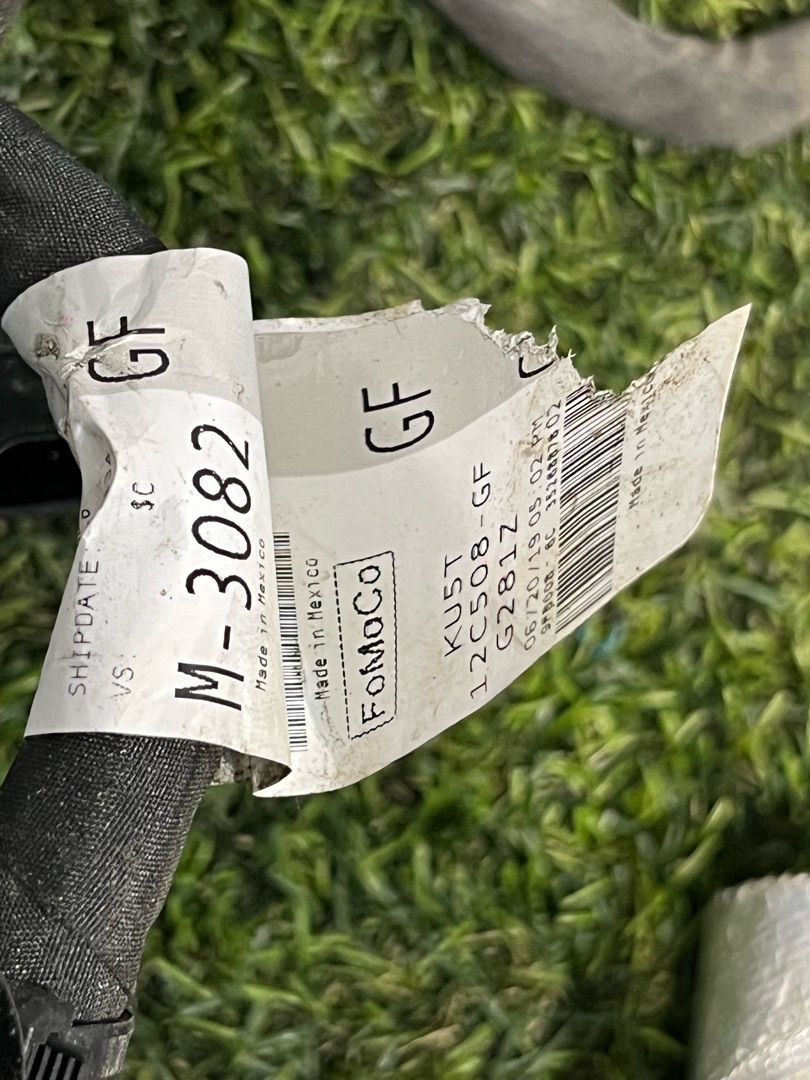 GF
$C
SHIPDATE:
VS:
M-3082
Made in Mexico
GF
Made in Mexico
FoMoCo
KU5T
12C508-GF
G281Z
06/20/19 05:02 PM
Made in Mexico